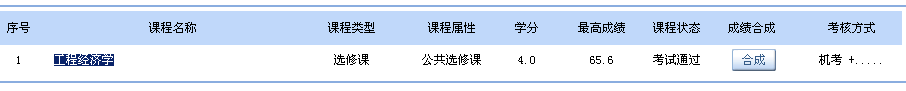 序号 课程名称 课程类型 课程属性 学分 最高成绩 课程状态 成绩合成 考核方式
1 工程经济学 选修课 公共选修课 4.0 65.6 考试通过 合成 机考 +.....